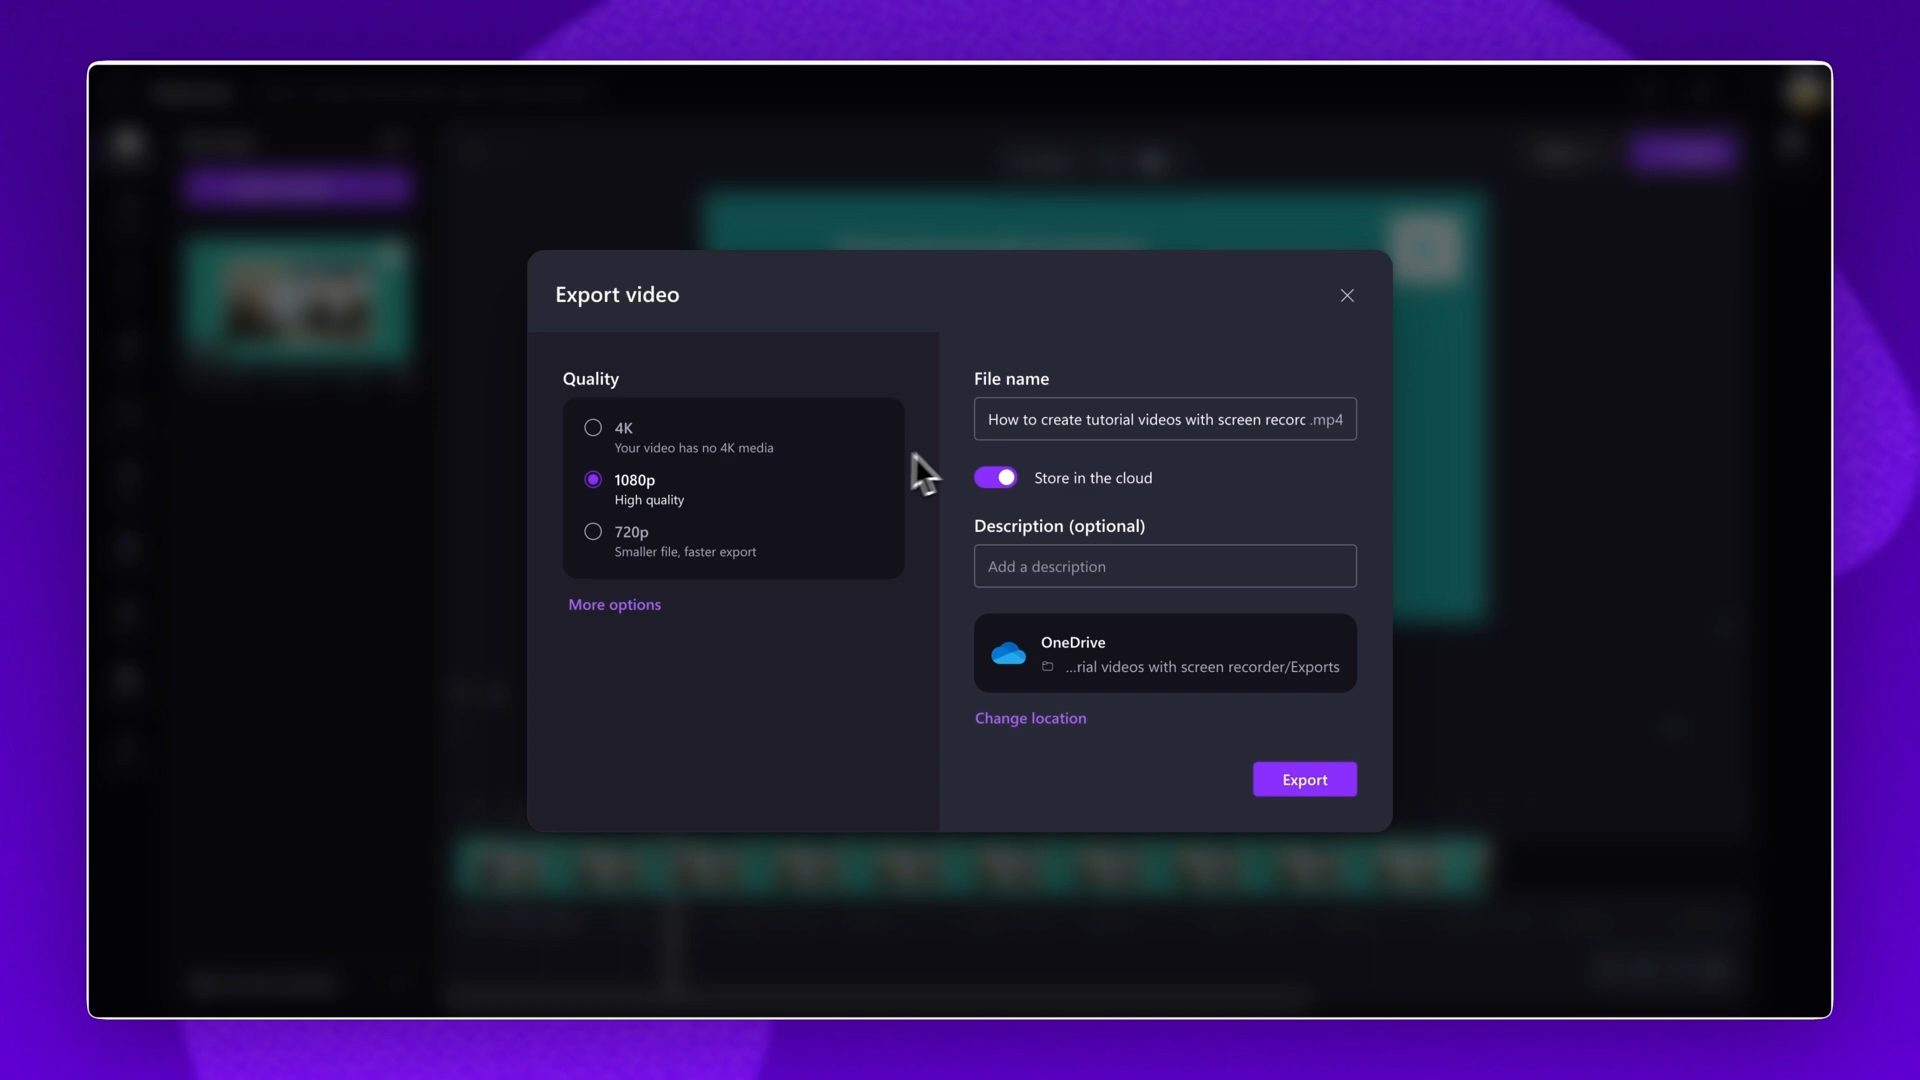 Export video
Quality
4K
Your video has no 4K media
1080p
High quality
720p
Smaller file, faster export
More options
File name
How to create tutorial videos with screen recorc .mp4
Store in the cloud
Description (optional)
Add a description
OneDrive
...rial videos with screen recorder/Exports
Change location
Export